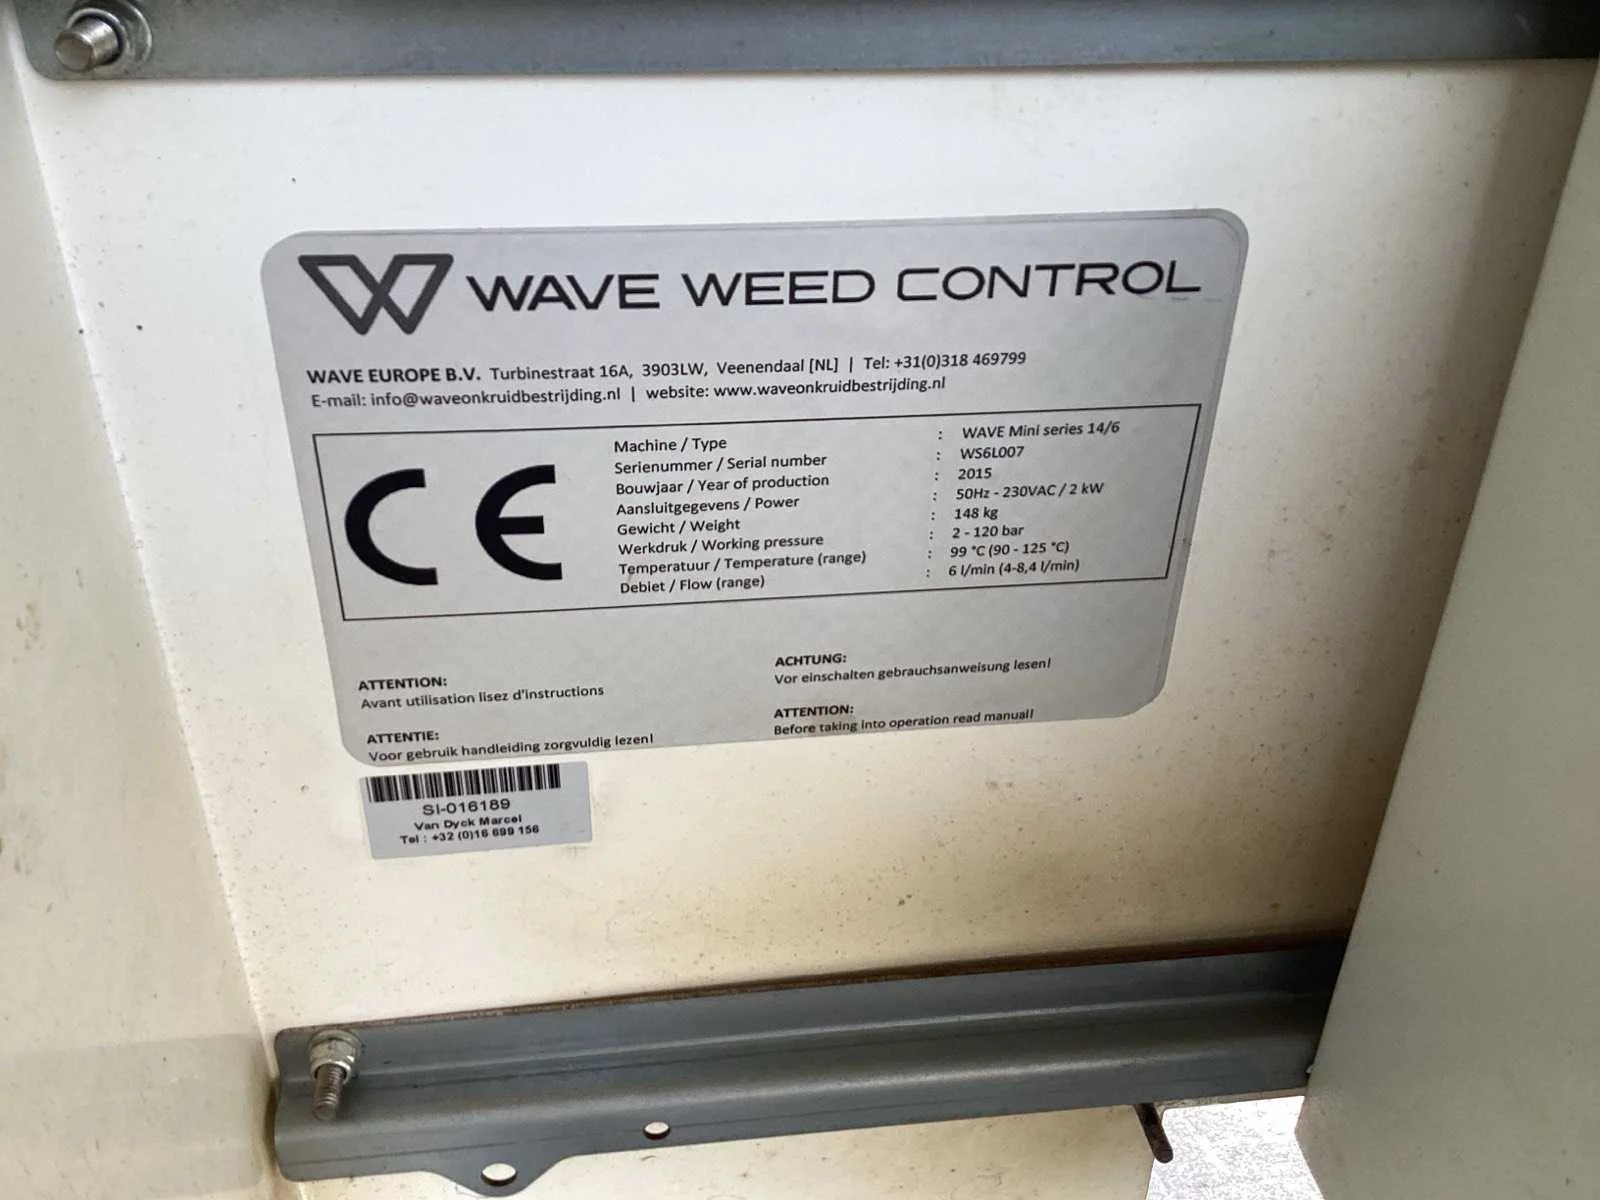 WAVE WEED CONTROL
WAVE EUROPE B.V. Turbinestraat 16A, 3903LW, Veenendaal [NL] | Tel: +31(0)318 469799
E-mail: info@waveonkruidbestrijding.nl | website: www.waveonkruidbestrijding.nl
CE
Machine / Type : WAVE Mini series 14/6
Serienummer / Serial number : WS6L007
Bouwjaar / Year of production : 2015
Aansluitgegevens / Power : 50Hz - 230VAC / 2 kW
Gewicht / Weight : 148 kg
Werkdruk / Working pressure : 2 - 120 bar
Temperatuur / Temperature (range) : 99 °C (90 - 125 °C)
Debiet / Flow (range) : 6 l/min (4-8,4 l/min)
ATTENTION:
Avant utilisation lisez d'instructions
ATTENTIE:
Voor gebruik handleiding zorgvuldig lezen!
ACHTUNG:
Vor einschalten gebrauchsanweisung lesen!
ATTENTION:
Before taking into operation read manual!
SI-016189
Van Dyck Marcel
Tel : +32 (0)16 699 156